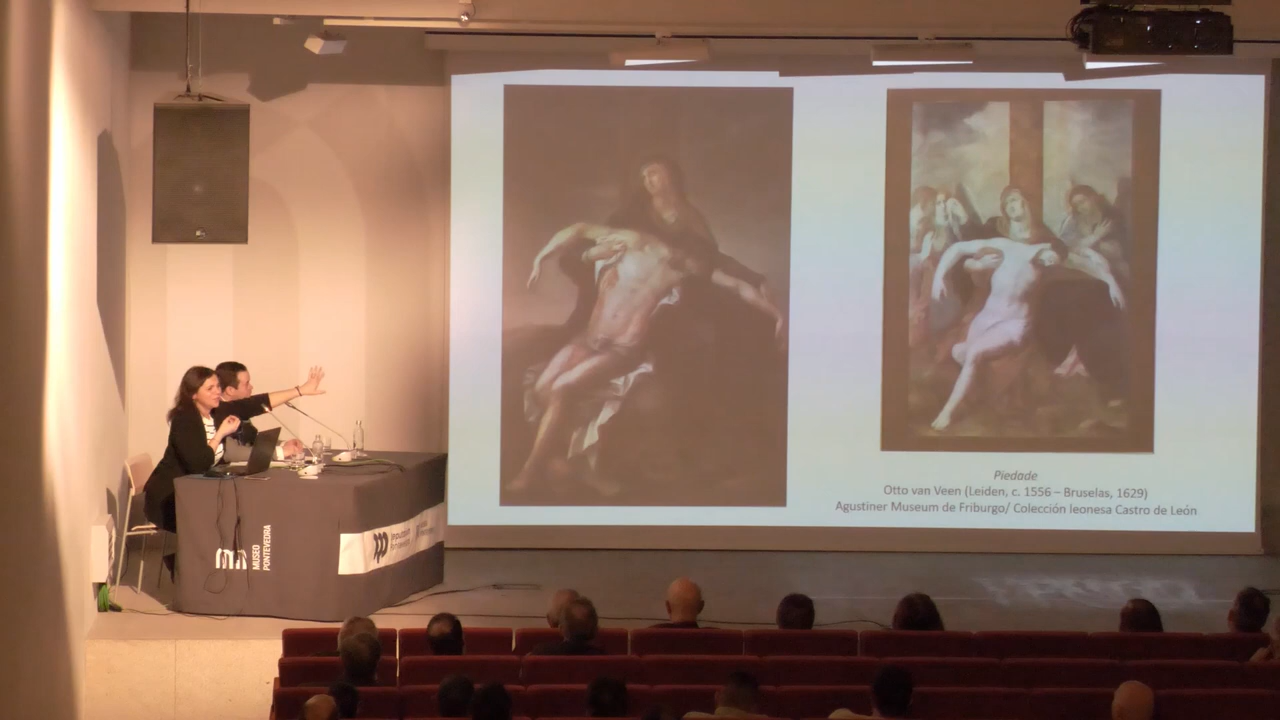 Piedade
Otto van Veen (Leiden, c. 1556 – Bruselas, 1629)
Agustiner Museum de Friburgo/ Colección leonesa Castro de León
MUSEO
PONTEVEDRA